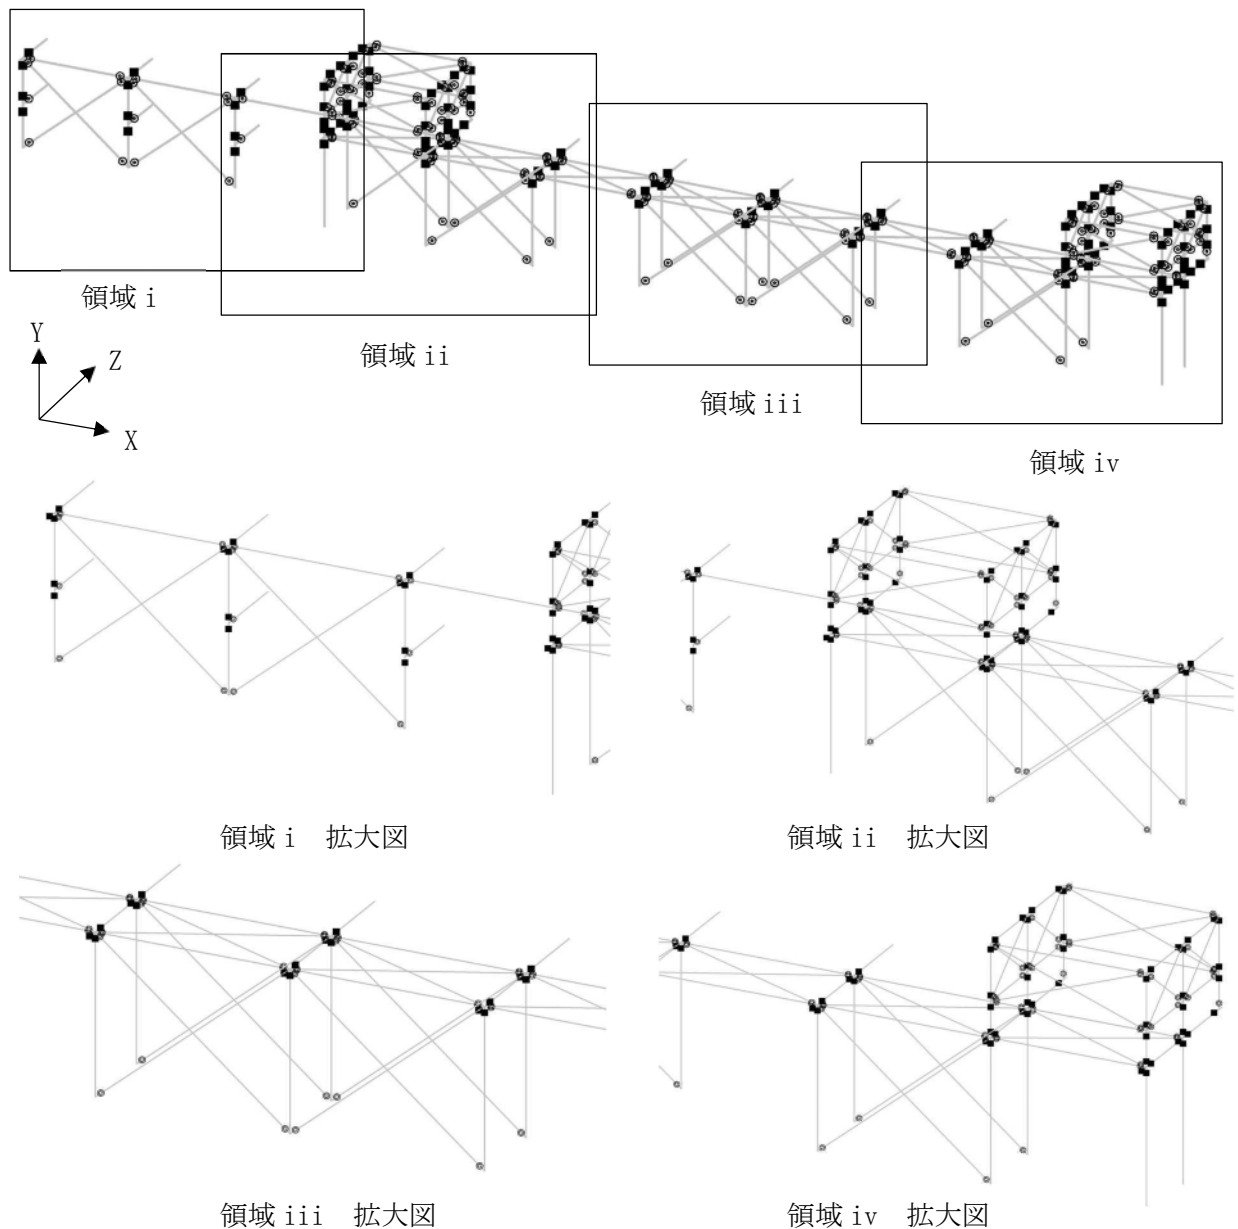 領域 i
領域 ii
領域 iii
領域 iv
Y
Z
X
領域 i 拡大図
領域 ii 拡大図
領域 iii 拡大図
領域 iv 拡大図